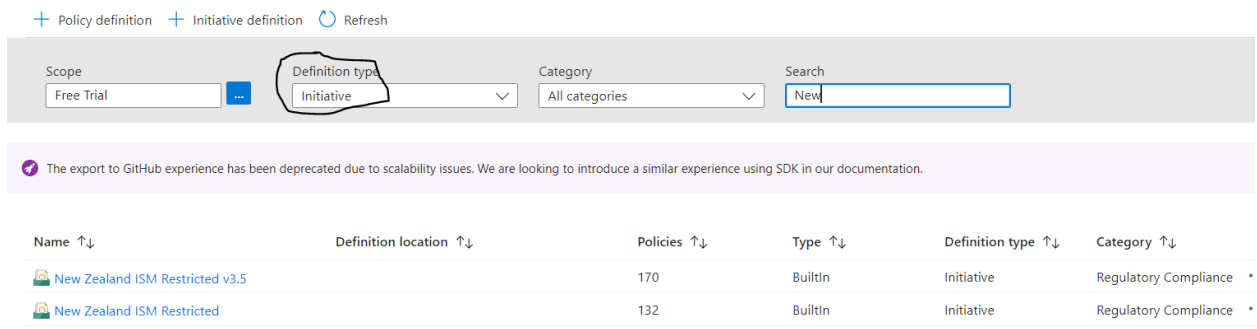 Policy definition Initiative definition Refresh
Scope Definition type Category Search
Free Trial ... Initiative All categories New
The export to GitHub experience has been deprecated due to scalability issues. We are looking to introduce a similar experience using SDK in our documentation.
Name Definition location Policies Type Definition type Category
New Zealand ISM Restricted v3.5 170 BuiltIn Initiative Regulatory Compliance
New Zealand ISM Restricted 132 BuiltIn Initiative Regulatory Compliance